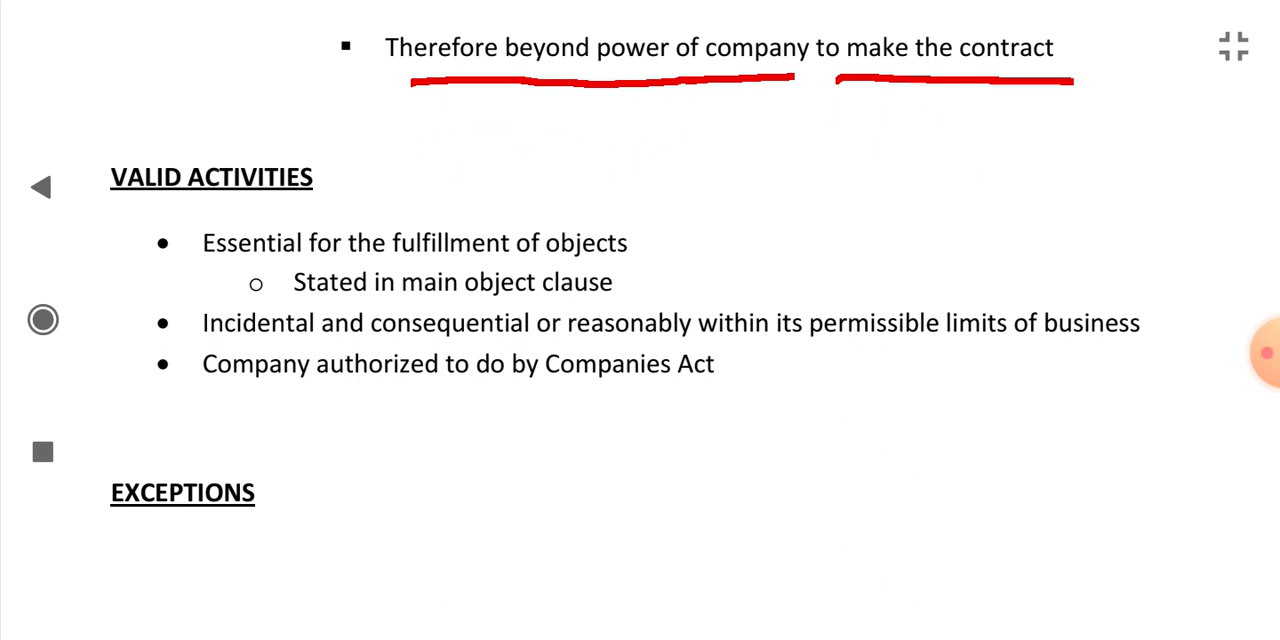 ▪ Therefore beyond power of company to make the contract
VALID ACTIVITIES
• Essential for the fulfillment of objects
o Stated in main object clause
• Incidental and consequential or reasonably within its permissible limits of business
• Company authorized to do by Companies Act
EXCEPTIONS